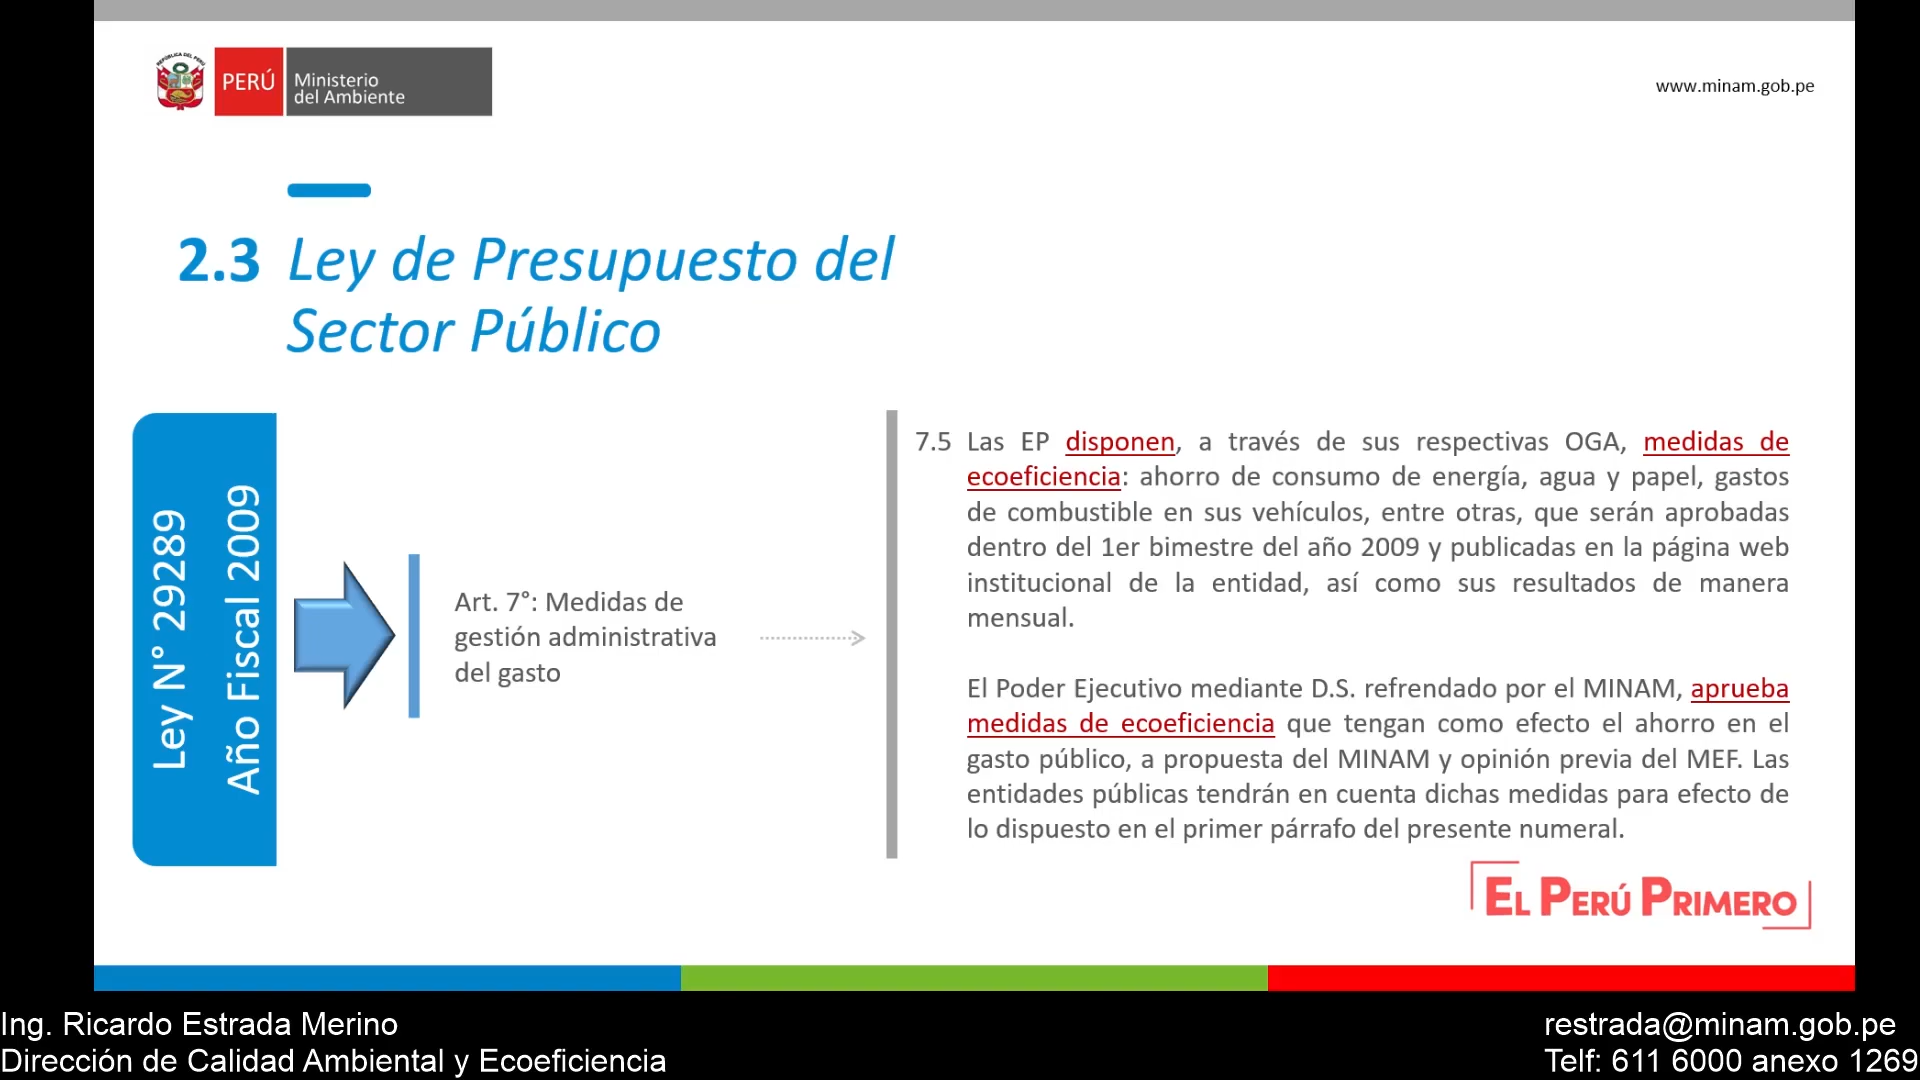 REPÚBLICA DEL PERÚ
PERÚ
Ministerio
del Ambiente
www.minam.gob.pe
2.3 Ley de Presupuesto del
Sector Público
Ley N° 29289
Año Fiscal 2009
Art. 7°: Medidas de
gestión administrativa
del gasto
7.5 Las EP disponen, a través de sus respectivas OGA, medidas de
ecoeficiencia: ahorro de consumo de energía, agua y papel, gastos
de combustible en sus vehículos, entre otras, que serán aprobadas
dentro del 1er bimestre del año 2009 y publicadas en la página web
institucional de la entidad, así como sus resultados de manera
mensual.
El Poder Ejecutivo mediante D.S. refrendado por el MINAM, aprueba
medidas de ecoeficiencia que tengan como efecto el ahorro en el
gasto público, a propuesta del MINAM y opinión previa del MEF. Las
entidades públicas tendrán en cuenta dichas medidas para efecto de
lo dispuesto en el primer párrafo del presente numeral.
EL PERÚ PRIMERO
Ing. Ricardo Estrada Merino
Dirección de Calidad Ambiental y Ecoeficiencia
restrada@minam.gob.pe
Telf: 611 6000 anexo 1269